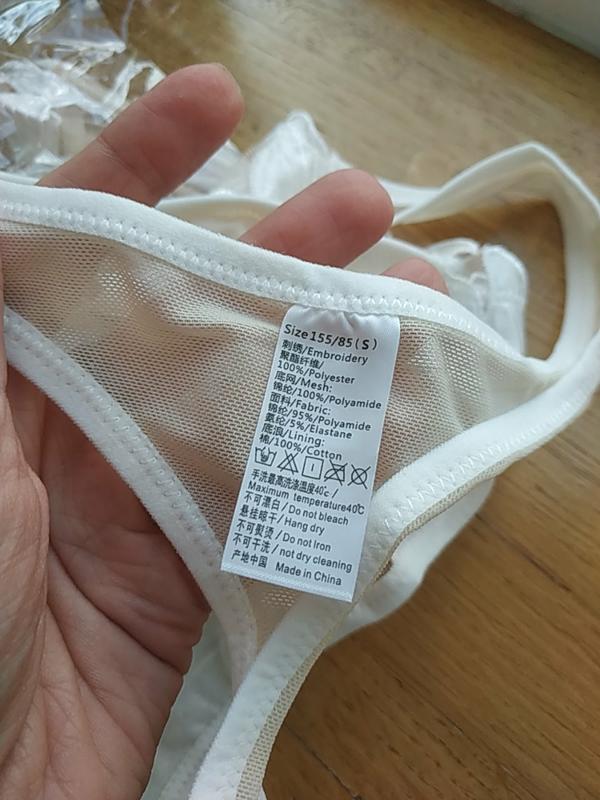 Size 155/85(S)
刺绣/Embroidery
聚酯纤维/
100%/Polyester
底网/Mesh:
锦纶/100%/Polyamide
面料/Fabric:
锦纶/95%/Polyamide
氨纶/5%/Elastane
底浪/Lining:
棉/100%/Cotton
手洗最高洗涤温度40℃/
Maximum temperature40℃
不可漂白/Do not bleach
悬挂晾干/Hang dry
不可熨烫/Do not Iron
不可干洗/not dry cleaning
产地中国 Made in China